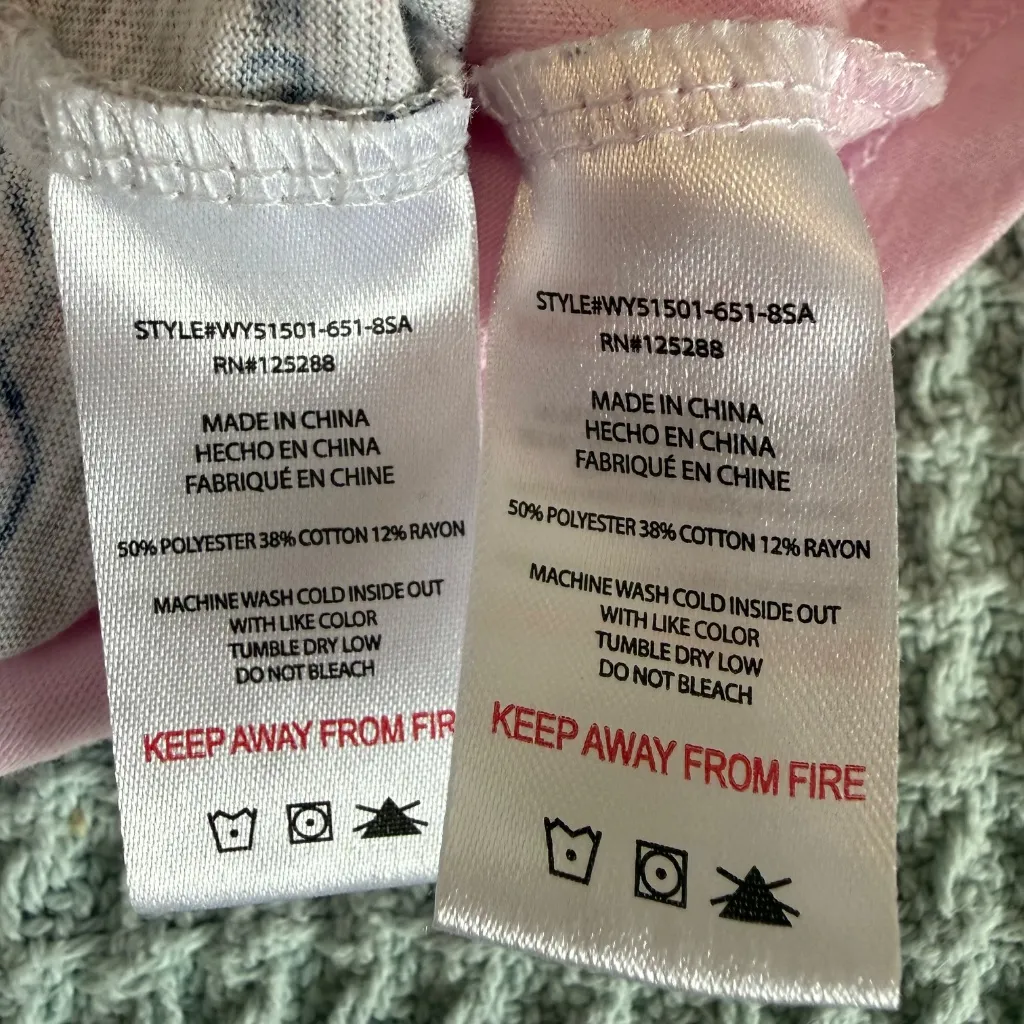 STYLE#WY51501-651-8SA
RN#125288
MADE IN CHINA
HECHO EN CHINA
FABRIQUÉ EN CHINE
50% POLYESTER 38% COTTON 12% RAYON
MACHINE WASH COLD INSIDE OUT
WITH LIKE COLOR
TUMBLE DRY LOW
DO NOT BLEACH
KEEP AWAY FROM FIR
STYLE#WY51501-651-8SA
RN#125288
MADE IN CHINA
HECHO EN CHINA
FABRIQUÉ EN CHINE
50% POLYESTER 38% COTTON 12% RAYON
MACHINE WASH COLD INSIDE OUT
WITH LIKE COLOR
TUMBLE DRY LOW
DO NOT BLEACH
KEEP AWAY FROM FIRE